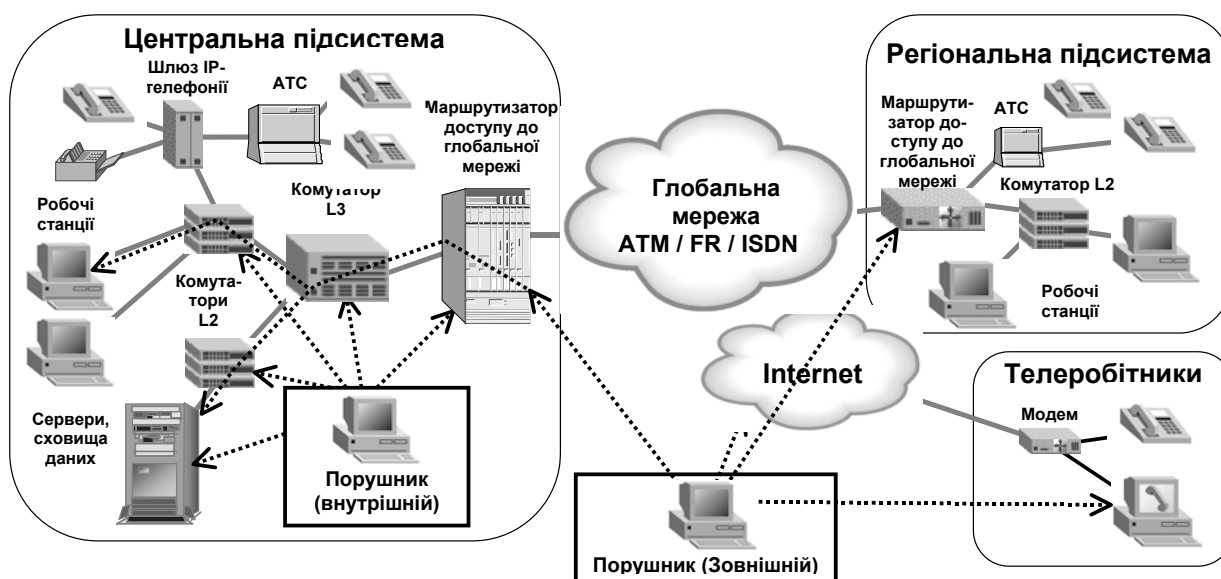 Центральна підсистема
Шлюз IP-
телефонії
АТС
Маршрутизатор
доступу до
глобальної
мережі
Комутатор
L3
Робочі
станції
Комута-
тори
L2
Сервери,
сховища
даних
Порушник
(внутрішній)
Глобальна
мережа
ATM / FR / ISDN
Internet
Порушник (Зовнішній)
Регіональна підсистема
Маршрути-
затор до-
ступу до
глобальної
мережі
АТС
Комутатор L2
Робочі
станції
Телеробітники
Модем